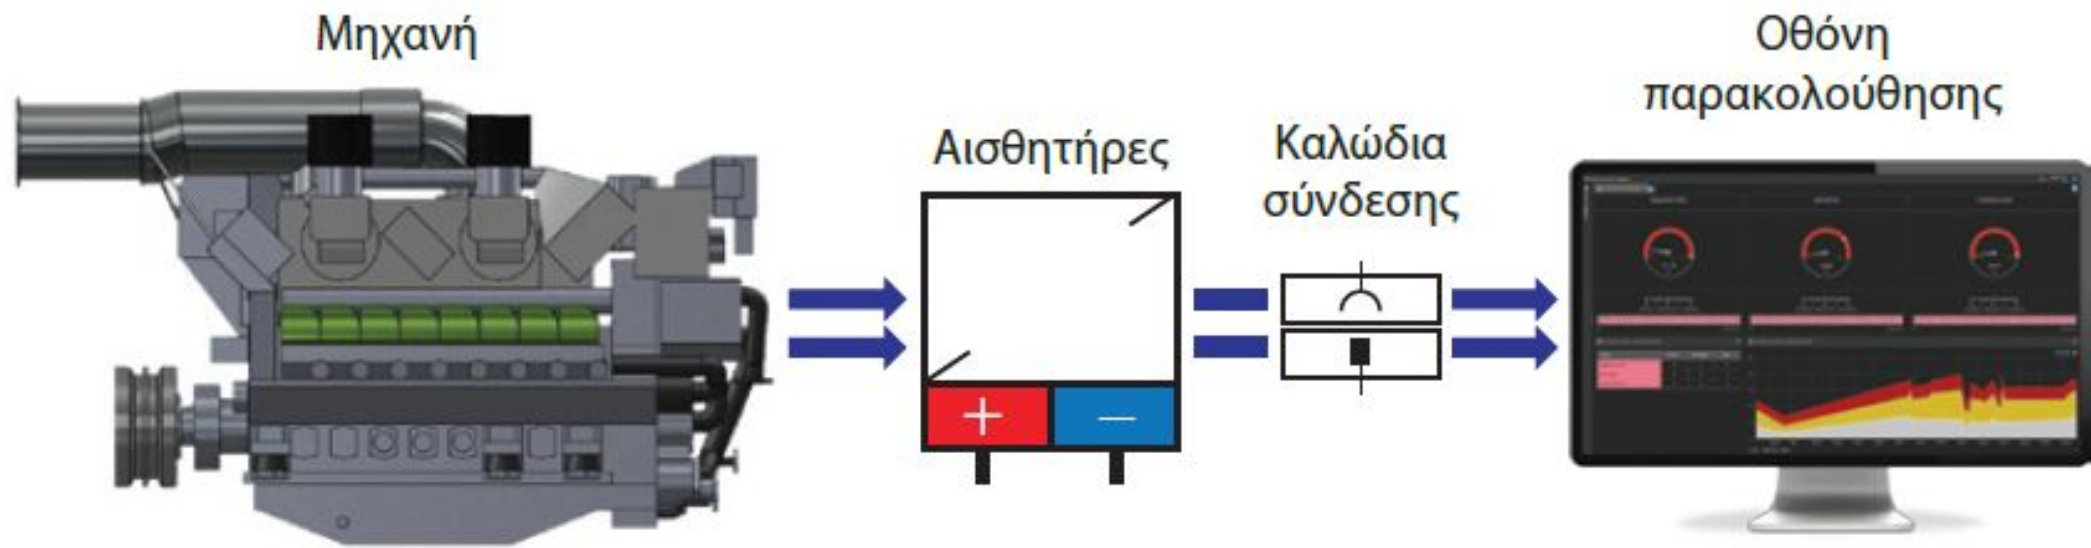 Μηχανή
Αισθητήρες
+ −
Καλώδια
σύνδεσης
Οθόνη
παρακολούθησης